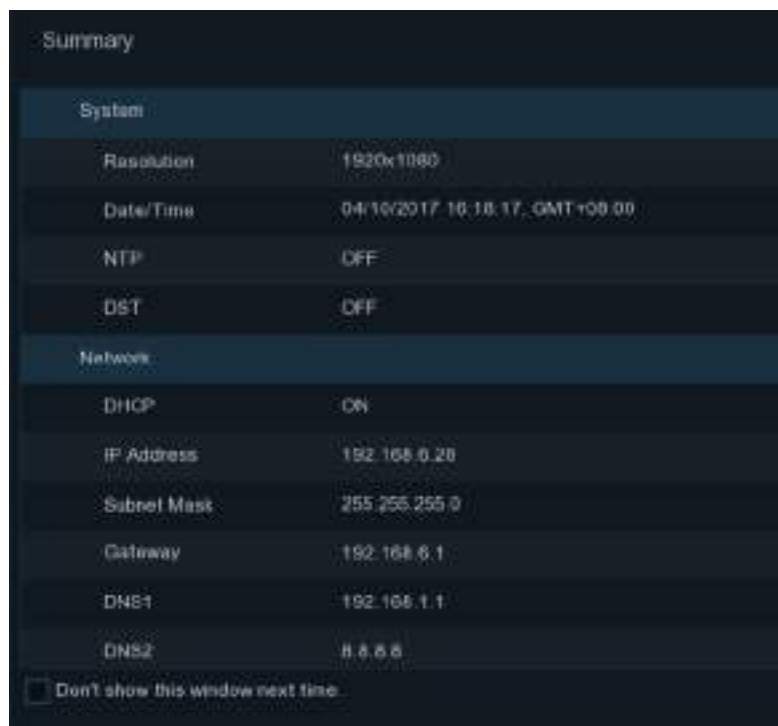 Summary
System
Resolution 1920x1080
Date/Time 04/10/2017 16:18:17, GMT+08:00
NTP OFF
DST OFF
Network
DHCP ON
IP Address 192.168.6.28
Subnet Mask 255.255.255.0
Gateway 192.168.6.1
DNS1 192.168.1.1
DNS2 8.8.8.8
Don't show this window next time.